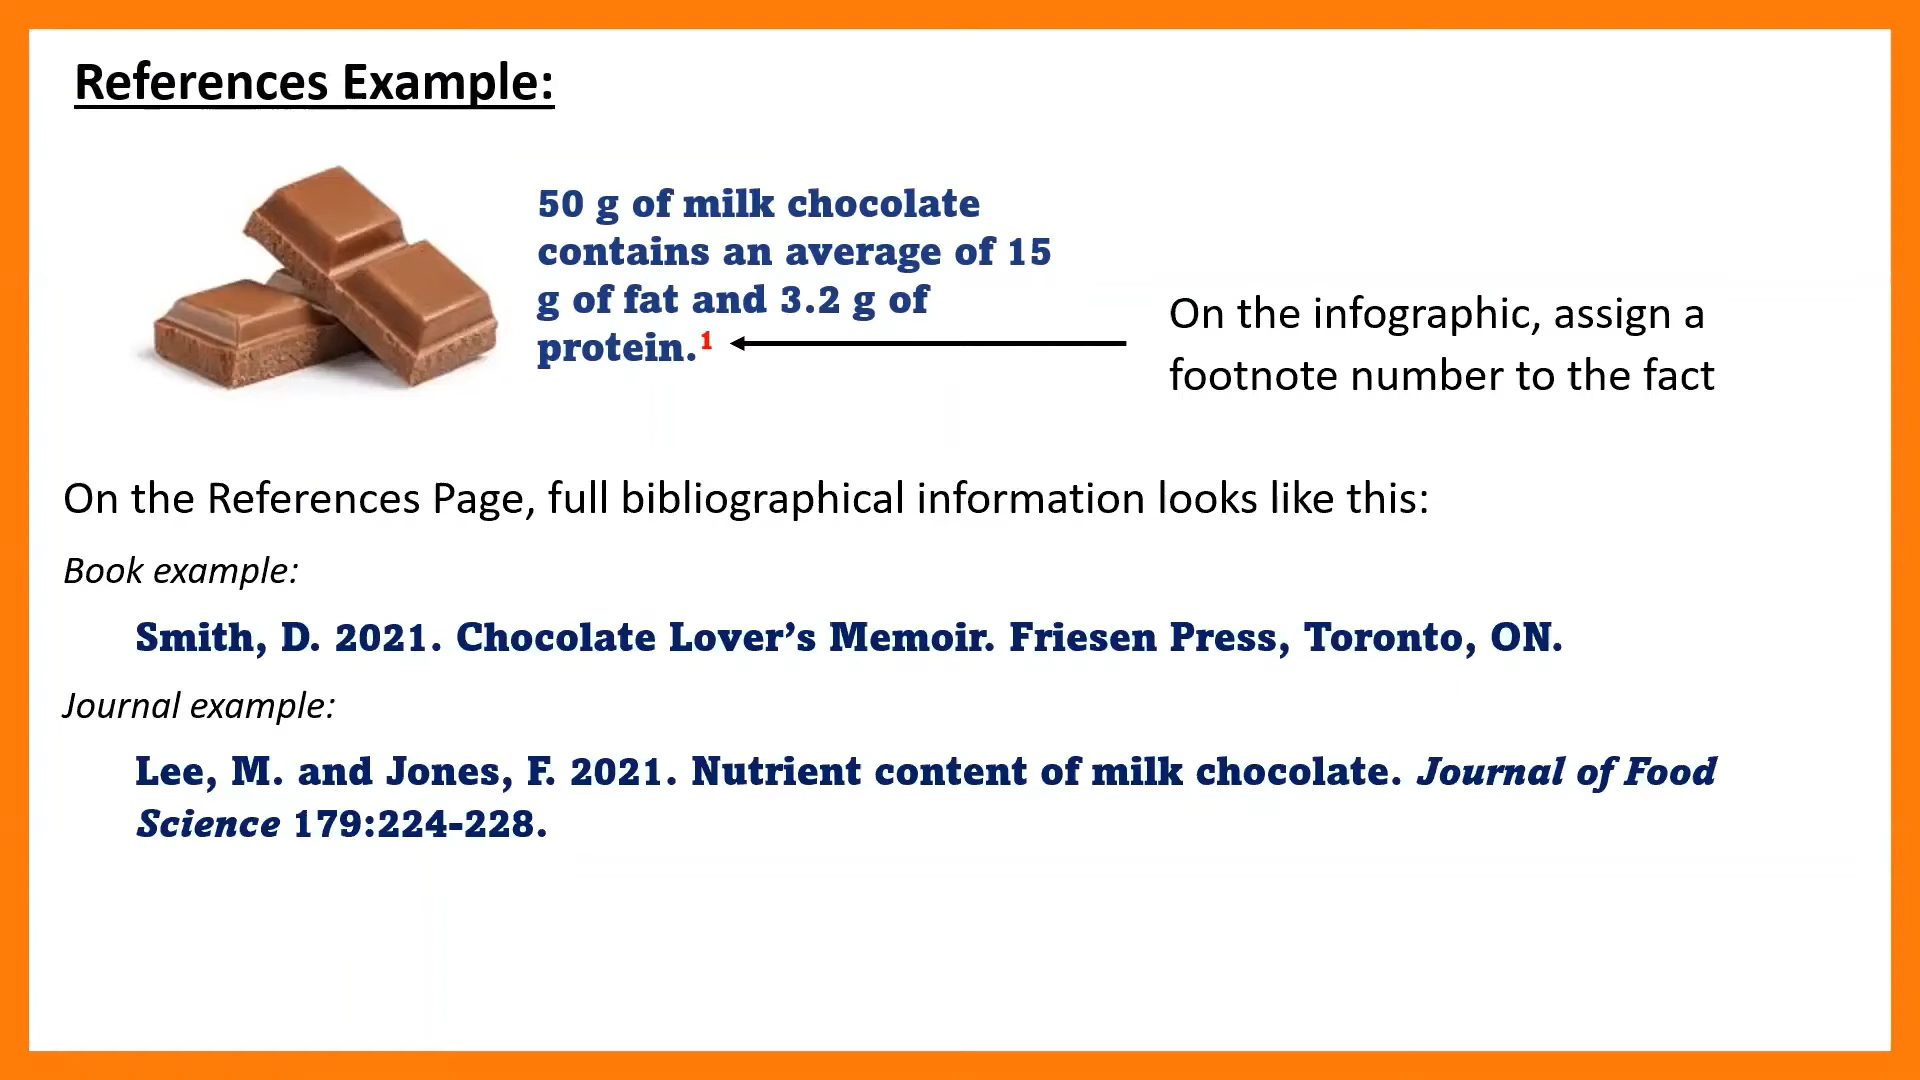 References Example:
50 g of milk chocolate
contains an average of 15
g of fat and 3.2 g of
protein.1
On the infographic, assign a
footnote number to the fact
On the References Page, full bibliographical information looks like this:
Book example:
Smith, D. 2021. Chocolate Lover’s Memoir. Friesen Press, Toronto, ON.
Journal example:
Lee, M. and Jones, F. 2021. Nutrient content of milk chocolate. Journal of Food
Science 179:224-228.